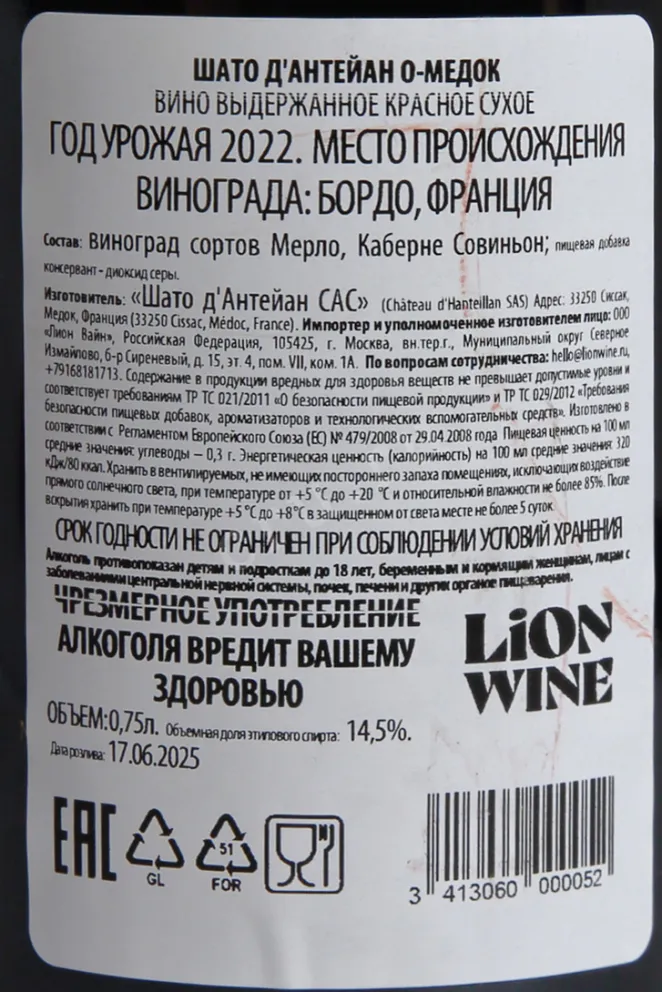 ШАТО Д'АНТЕЙАН О-МЕДОК
ВИНО ВЫДЕРЖАННОЕ КРАСНОЕ СУХОЕ
ГОД УРОЖАЯ 2022. МЕСТО ПРОИСХОЖДЕНИЯ
ВИНОГРАДА: БОРДО, ФРАНЦИЯ
Состав: виноград сортов Мерло, Каберне Совиньон; пищевая добавка
консервант - диоксид серы.
Изготовитель: «Шато д'Антейан САС» (Château d'Hanteillan SAS) Адрес: 33250 Сиссак,
Медок, Франция (33250 Cissac, Médoc, France). Импортер и уполномоченное изготовителем лицо: ООО
«Лион Вайн», Российская Федерация, 105425, г. Москва, вн.тер.г., Муниципальный округ Северное
Измайлово, б-р Сиреневый, д. 15, эт. 4, пом. VII, ком. 1А. По вопросам сотрудничества: hello@lionwine.ru,
+79168181713. Содержание в продукции вредных для здоровья веществ не превышает допустимые уровни и
соответствует требованиям ТР ТС 021/2011 «О безопасности пищевой продукции» и ТР ТС 029/2012 «Требования
безопасности пищевых добавок, ароматизаторов и технологических вспомогательных средств». Изготовлено в
соответствии с Регламентом Европейского Союза (ЕС) № 479/2008 от 29.04.2008 года Пищевая ценность на 100 мл
средние значения: углеводы – 0,3 г. Энергетическая ценность (калорийность) на 100 мл средние значения: 320
кДж/80 ккал. Хранить в вентилируемых, не имеющих постороннего запаха помещениях, исключающих воздействие
прямого солнечного света, при температуре от +5 °С до +20 °С и относительной влажности не более 85%. После
вскрытия хранить при температуре +5°С до +8°С в защищенном от света месте не более 5 суток
СРОК ГОДНОСТИ НЕ ОГРАНИЧЕН ПРИ СОБЛЮДЕНИИ УСЛОВИЙ ХРАНЕНИЯ
Алкоголь противопоказан детям и подросткам до 18 лет, беременным и кормящим женщинам, лицам с
заболеваниями центральной нервной системы, почек, печени и других органов пищеварения.
ЧРЕЗМЕРНОЕ УПОТРЕБЛЕНИЕ
АЛКОГОЛЯ ВРЕДИТ ВАШЕМУ
ЗДОРОВЬЮ
LiON
WINE
ОБЪЕМ:0,75л. Объемная доля этилового спирта: 14,5%.
Дата розлива: 17.06.2025
EAC
GL
51
FOR
3 413060 000052